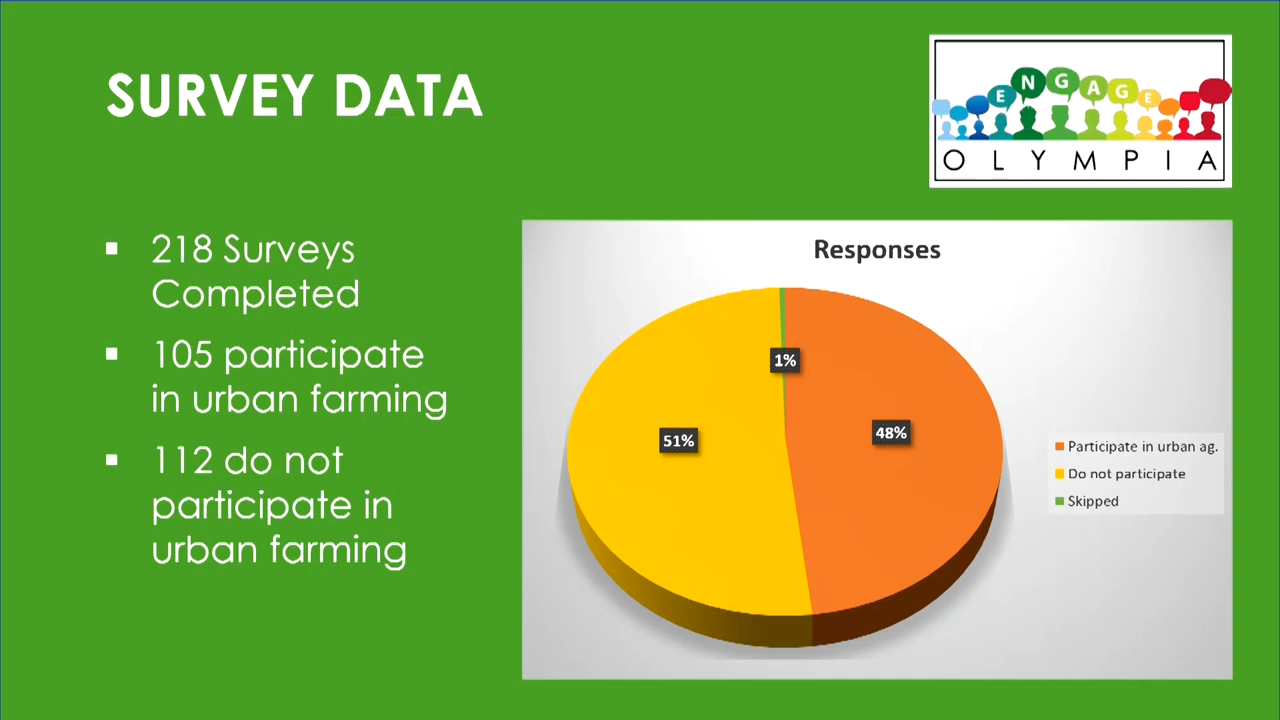 SURVEY DATA
ENGAGE
OLYMPIA
▪ 218 Surveys
Completed
▪ 105 participate
in urban farming
▪ 112 do not
participate in
urban farming
Responses
1%
51%
48%
Participate in urban ag.
Do not participate
Skipped